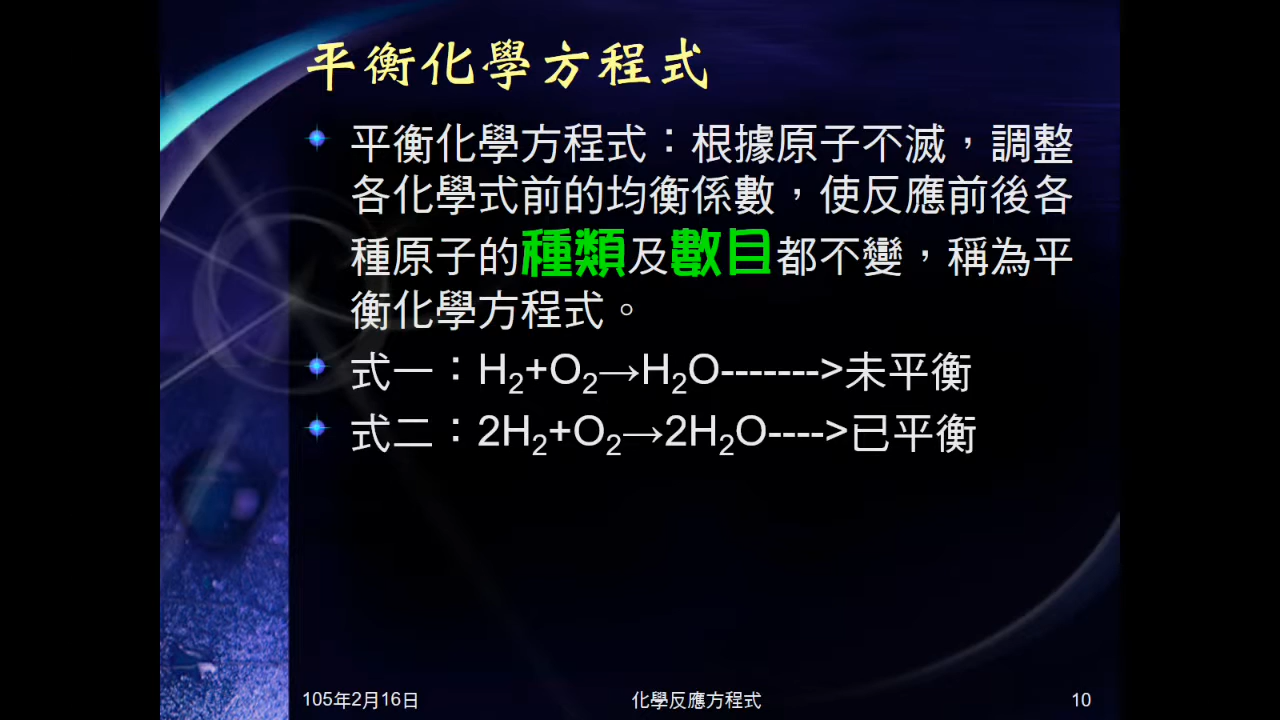 平衡化學方程式
平衡化學方程式：根據原子不滅，調整
各化學式前的均衡係數，使反應前後各
種原子的種類及數目都不變，稱為平
衡化學方程式。
式一：H₂+O₂→H₂O------->未平衡
式二：2H₂+O₂→2H₂O---->已平衡
105年2月16日
化學反應方程式
10